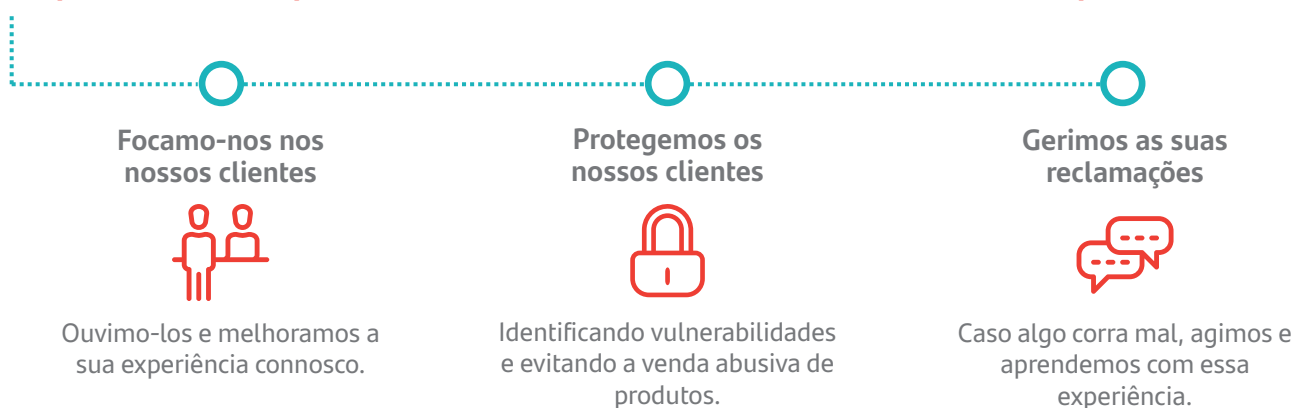 Focamo-nos nos
nossos clientes
Ouvimo-los e melhoramos a
sua experiência connosco.
Protegemos os
nossos clientes
Identificando vulnerabilidades
e evitando a venda abusiva de
produtos.
Gerimos as suas
reclamações
Caso algo corra mal, agimos e
aprendemos com essa
experiência.